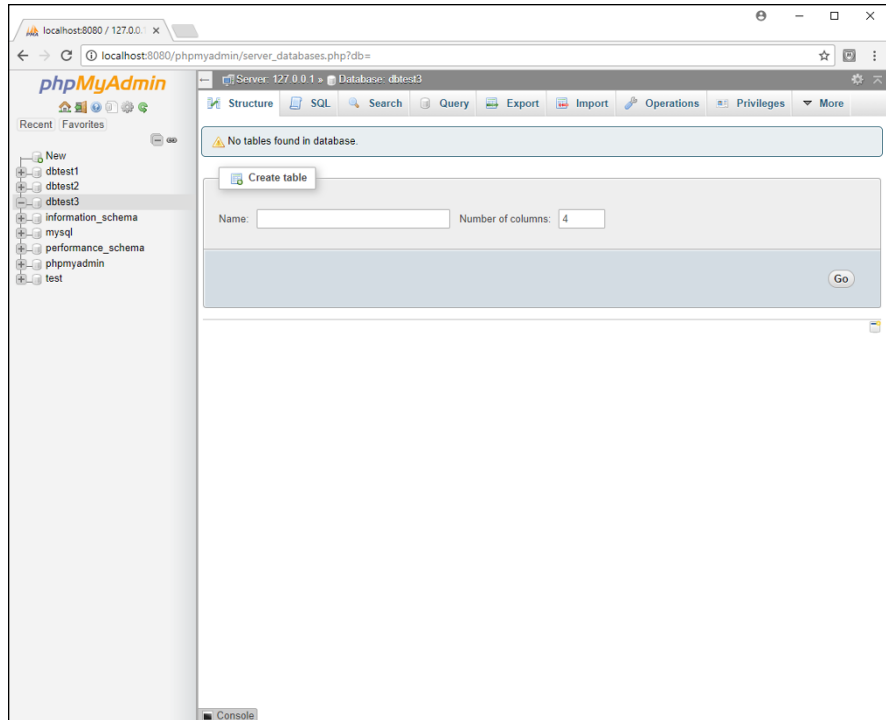 localhost:8080 / 127.0.0.1
localhost:8080/phpmyadmin/server_databases.php?db=
phpMyAdmin
Recent Favorites
New
dbtest1
dbtest2
dbtest3
information_schema
mysql
performance_schema
phpmyadmin
test
Server: 127.0.0.1 » Database: dbtest3
Structure SQL Search Query Export Import Operations Privileges More
No tables found in database.
Create table
Name: Number of columns: 4
Go
Console